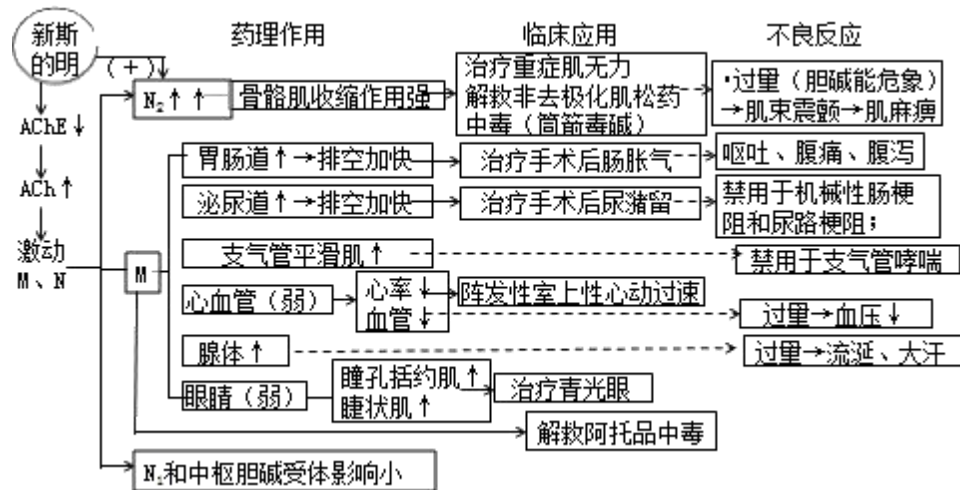 新斯
的明
药理作用
临床应用
不良反应
(+)
N₂↑↑
骨骼肌收缩作用强
治疗重症肌无力
解救非去极化肌松药
中毒（筒箭毒碱）
·过量（胆碱能危象）
→肌束震颤→肌麻痹
AChE↓
ACh↑
激动
M、N
胃肠道↑→排空加快
治疗手术后肠胀气
呕吐、腹痛、腹泻
泌尿道↑→排空加快
治疗手术后尿潴留
禁用于机械性肠梗
阻和尿路梗阻；
M
支气管平滑肌↑
禁用于支气管哮喘
心血管（弱）
心率↓
血管↓
阵发性室上性心动过速
过量→血压↓
腺体↑
过量→流涎、大汗
眼睛（弱）
瞳孔括约肌↑
睫状肌↑
治疗青光眼
解救阿托品中毒
N₁和中枢胆碱受体影响小